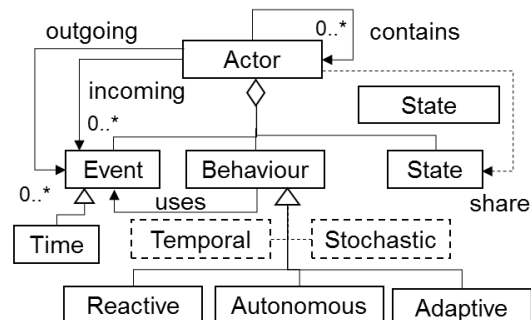 outgoing
0..*
contains
Actor
incoming
State
0..*
Event
Behaviour
State
0..*
uses
share
Time
Temporal
Stochastic
Reactive
Autonomous
Adaptive